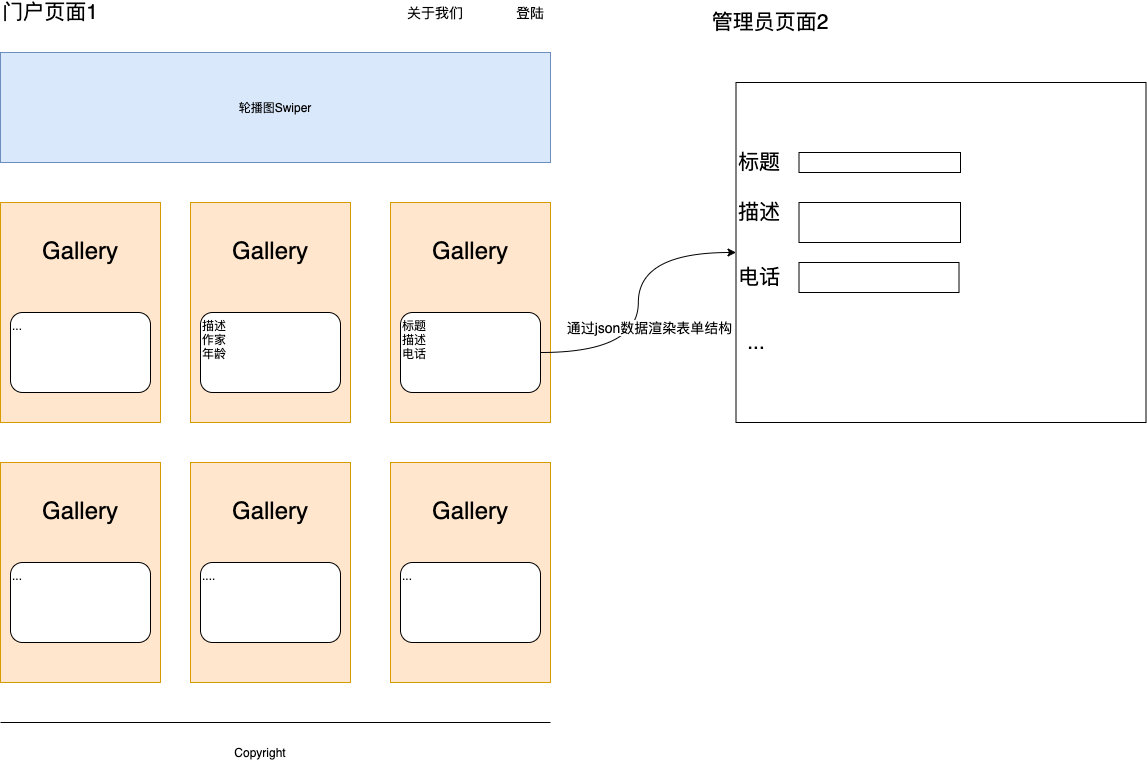 门户页面1
关于我们
登陆
轮播图Swiper
Gallery
...
Gallery
描述
作家
年龄
Gallery
标题
描述
电话
Gallery
...
Gallery
....
Gallery
...
Copyright
通过json数据渲染表单结构
管理员页面2
标题
描述
电话
...